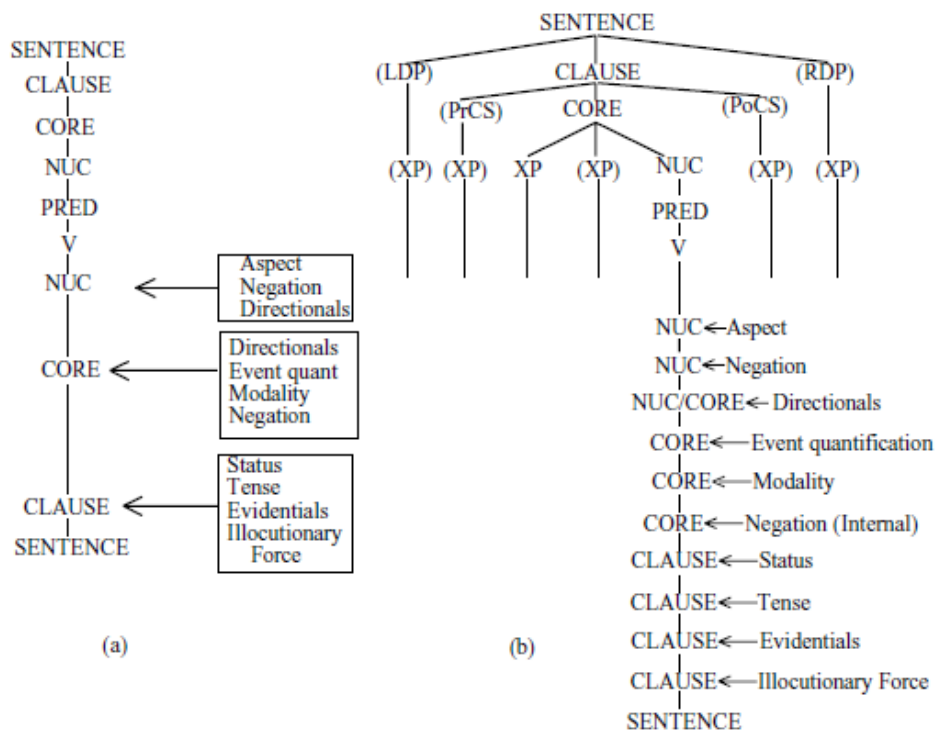 SENTENCE
CLAUSE
CORE
NUC
PRED
V
NUC
Aspect
Negation
Directionals
CORE
Directionals
Event quant
Modality
Negation
CLAUSE
Status
Tense
Evidentials
Illocutionary
Force
SENTENCE
(a)
SENTENCE
(LDP) CLAUSE (RDP)
(PrCS) CORE (PoCS)
(XP) (XP) XP (XP) NUC (XP) (XP)
PRED
V
NUC Aspect
NUC Negation
NUC/CORE Directionals
CORE Event quantification
CORE Modality
CORE Negation (Internal)
CLAUSE Status
CLAUSE Tense
CLAUSE Evidentials
CLAUSE Illocutionary Force
SENTENCE
(b)